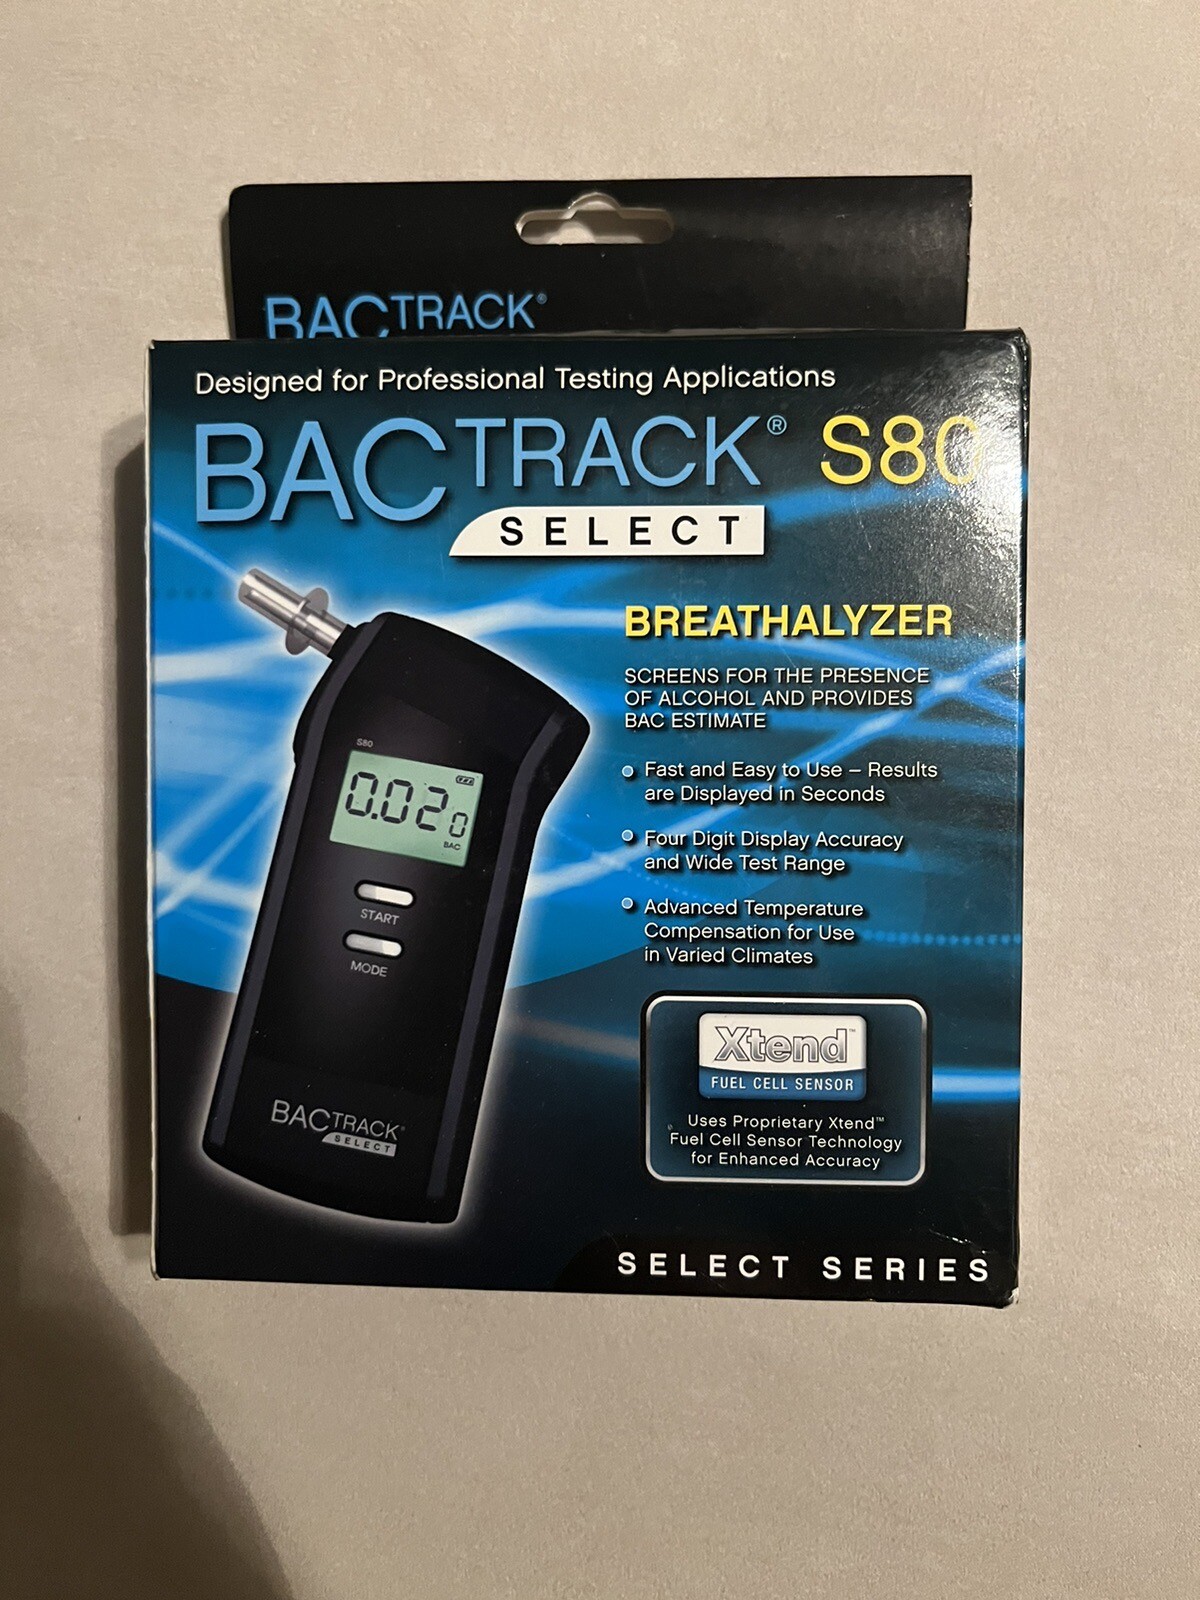 BACTRACK®
Designed for Professional Testing Applications
BACTRACK® S80
SELECT
BREATHALYZER
SCREENS FOR THE PRESENCE
OF ALCOHOL AND PROVIDES
BAC ESTIMATE
Fast and Easy to Use – Results
are Displayed in Seconds
Four Digit Display Accuracy
and Wide Test Range
Advanced Temperature
Compensation for Use
in Varied Climates
S80
0.020
BAC
START
MODE
BACTRACK®
SELECT
Xtend™
FUEL CELL SENSOR
Uses Proprietary Xtend™
Fuel Cell Sensor Technology
for Enhanced Accuracy
SELECT SERIES